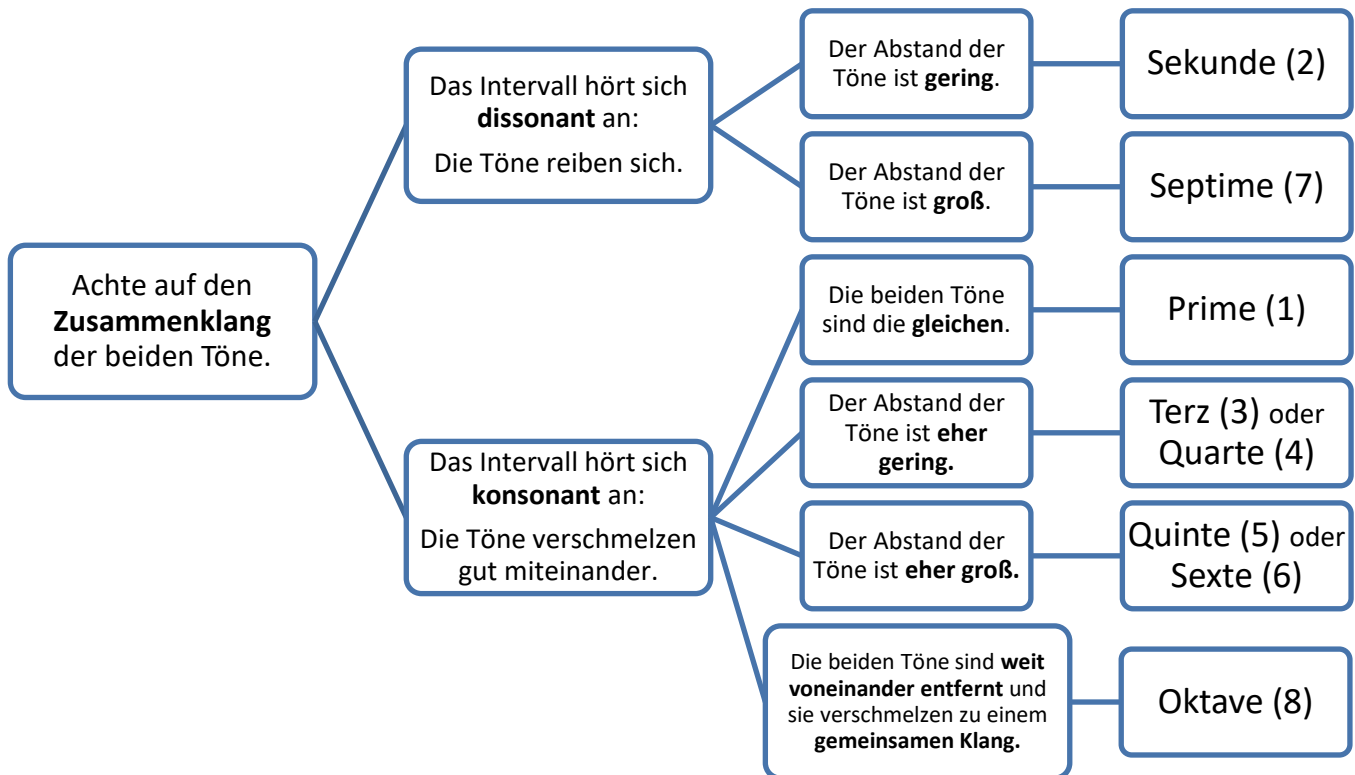 Achte auf den
Zusammenklang
der beiden Töne.
Das Intervall hört sich
dissonant an:
Die Töne reiben sich.
Der Abstand der
Töne ist gering.
Sekunde (2)
Der Abstand der
Töne ist groß.
Septime (7)
Das Intervall hört sich
konsonant an:
Die Töne verschmelzen
gut miteinander.
Die beiden Töne
sind die gleichen.
Prime (1)
Der Abstand der
Töne ist eher
gering.
Terz (3) oder
Quarte (4)
Der Abstand der
Töne ist eher groß.
Quinte (5) oder
Sexte (6)
Die beiden Töne sind weit
voneinander entfernt und
sie verschmelzen zu einem
gemeinsamen Klang.
Oktave (8)